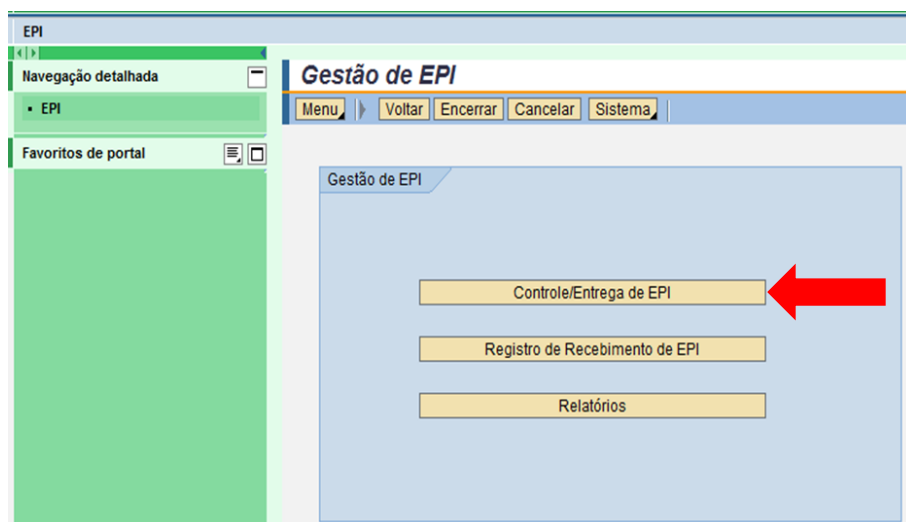 EPI
Navegação detalhada
• EPI
Favoritos de portal
Gestão de EPI
Menu Voltar Encerrar Cancelar Sistema
Gestão de EPI
Controle/Entrega de EPI
Registro de Recebimento de EPI
Relatórios